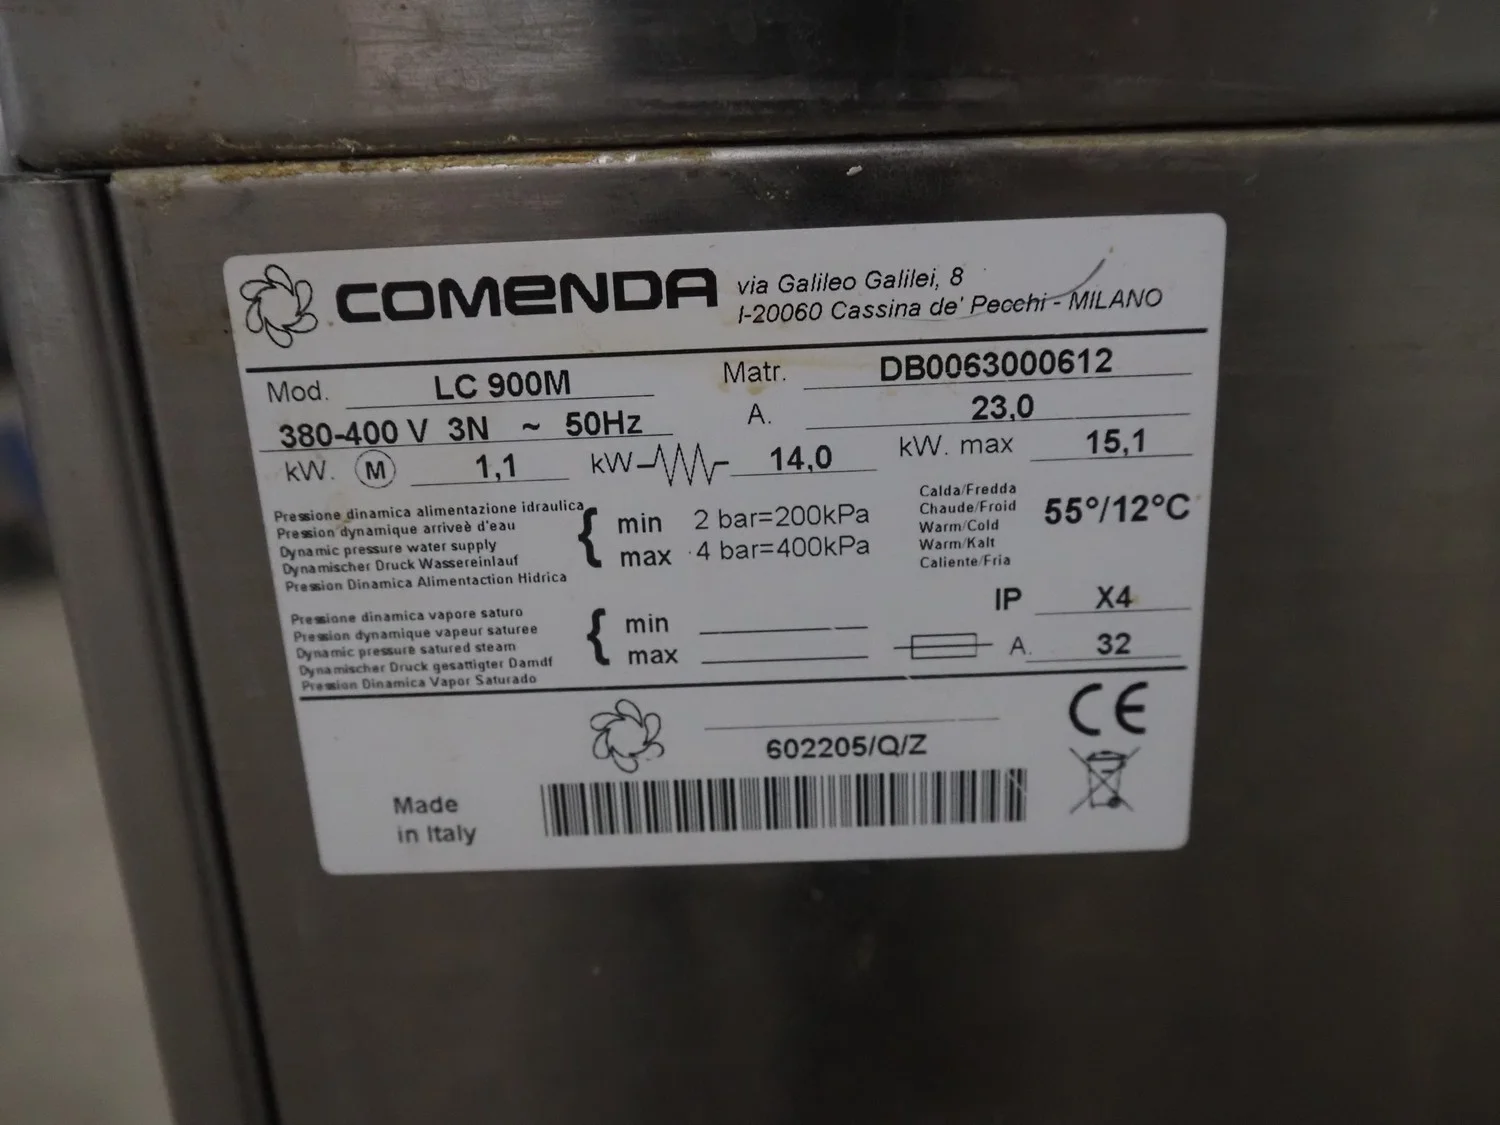 COMENDA
via Galileo Galilei, 8
I-20060 Cassina de' Pecchi - MILANO
Mod. LC 900M Matr. DB0063000612
380-400 V 3N ~ 50Hz A. 23,0
kW. M 1,1 kW 14,0 kW. max 15,1
Pressione dinamica alimentazione idraulica
Pression dynamique arriveè d'eau
Dynamic pressure water supply
Dynamischer Druck Wassereinlauf
Pression Dinamica Alimentaction Hidrica
{ min 2 bar=200kPa
max 4 bar=400kPa
Calda/Fredda
Chaude/Froid
Warm/Cold
Warm/Kalt
Caliente/Fria
55°/12°C
Pressione dinamica vapore saturo
Pression dynamique vapeur saturee
Dynamic pressure satured steam
Dynamischer Druck gesattigter Damdf
Pression Dinamica Vapor Saturado
{ min
max
IP X4
A. 32
602205/Q/Z
CE
Made
in Italy